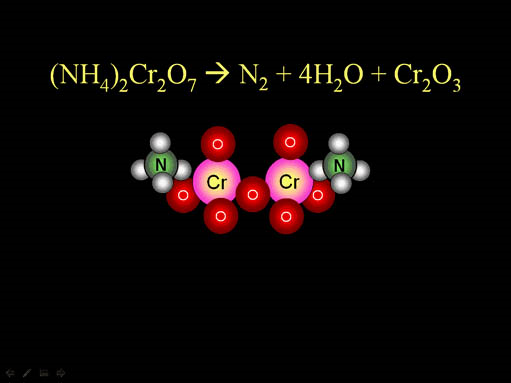 (NH₄)₂Cr₂O₇ → N₂ + 4H₂O + Cr₂O₃
O O
N Cr Cr N
O O O
O O